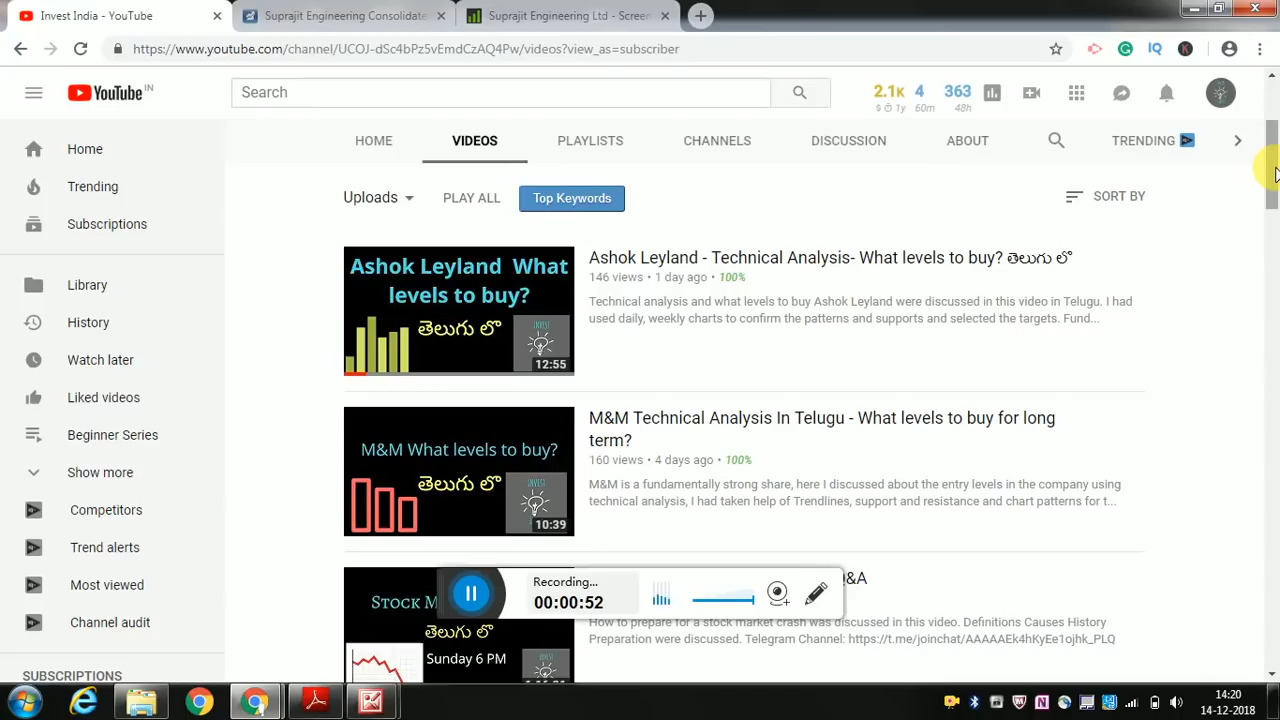 Invest India - YouTube
Suprajit Engineering Consolidate
Suprajit Engineering Ltd - Screen
https://www.youtube.com/channel/UCOJ-dSc4bPz5vEmdCzAQ4Pw/videos?view_as=subscriber
YouTube IN
Search
2.1K 4 363
1y 60m 48h
HOME VIDEOS PLAYLISTS CHANNELS DISCUSSION ABOUT TRENDING
Home
Trending
Subscriptions
Library
History
Watch later
Liked videos
Beginner Series
Show more
Competitors
Trend alerts
Most viewed
Channel audit
SUBSCRIPTIONS
Uploads PLAY ALL Top Keywords SORT BY
Ashok Leyland What
levels to buy?
తెలుగు లొ
INVEST
12:55
Ashok Leyland - Technical Analysis- What levels to buy? తెలుగు లో
146 views • 1 day ago • 100%
Technical analysis and what levels to buy Ashok Leyland were discussed in this video in Telugu. I had
used daily, weekly charts to confirm the patterns and supports and selected the targets. Fund...
M&M What levels to buy?
తెలుగు లొ
INVEST
10:39
M&M Technical Analysis In Telugu - What levels to buy for long
term?
160 views • 4 days ago • 100%
M&M is a fundamentally strong share, here I discussed about the entry levels in the company using
technical analysis, I had taken help of Trendlines, support and resistance and chart patterns for t...
STOCK M
తెలుగు లొ
Sunday 6 PM
Q&A
How to prepare for a stock market crash was discussed in this video. Definitions Causes History
Preparation were discussed. Telegram Channel: https://t.me/joinchat/AAAAAEk4hKyEe1ojhk_PLQ
Recording...
00:00:52
14:20
14-12-2018